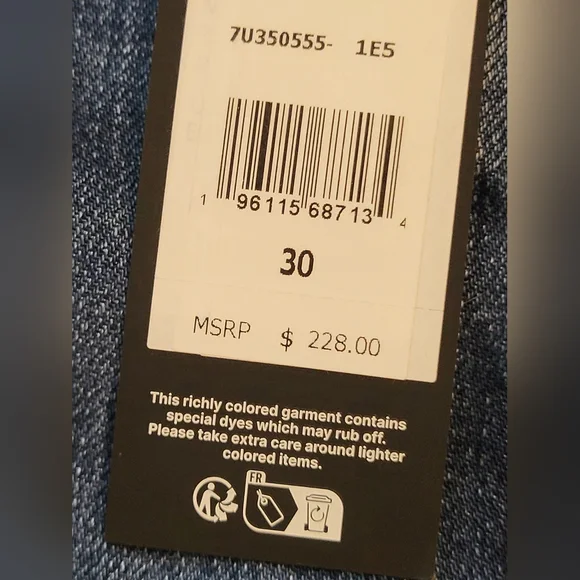 7U350555- 1E5
1 96115 68713 4
30
MSRP $ 228.00
This richly colored garment contains
special dyes which may rub off.
Please take extra care around lighter
colored items.
FR